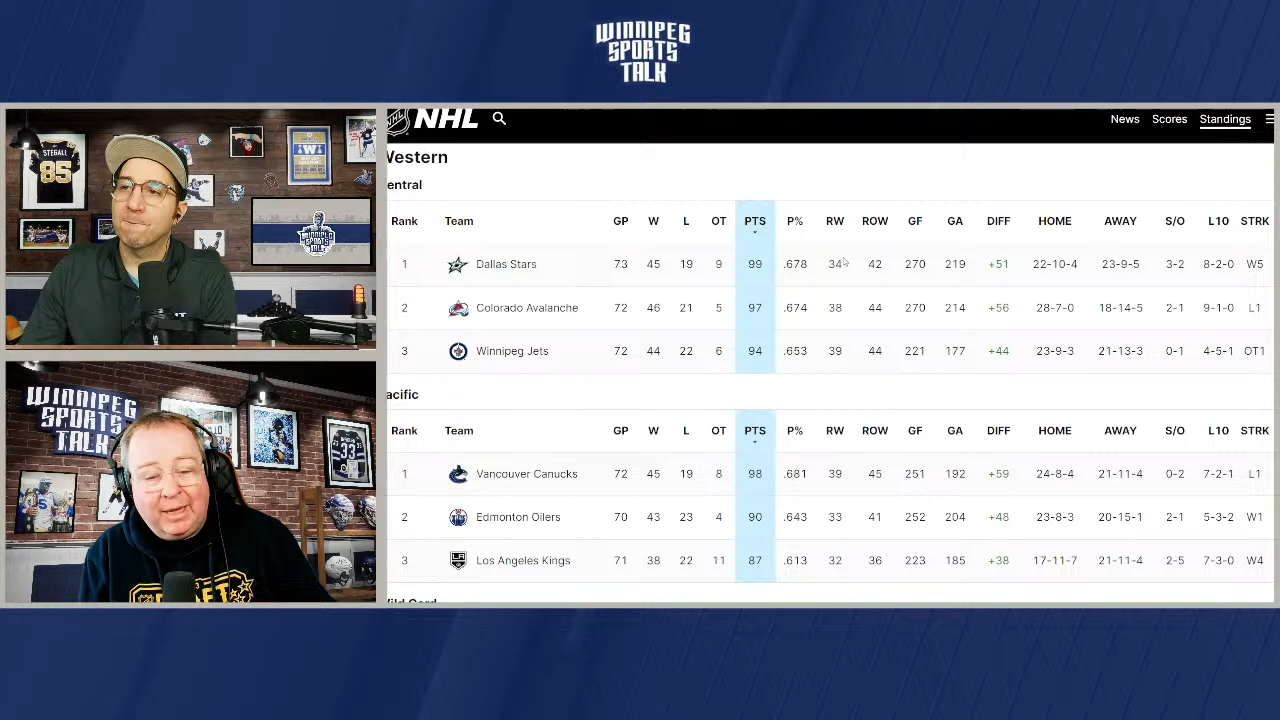 WINNIPEG
SPORTS
TALK
STEGALL
85
W
WINNIPEG
SPORTS
TALK
33
NHL
News Scores Standings
Western
entral
Rank Team GP W L OT PTS P% RW ROW GF GA DIFF HOME AWAY S/O L10 STRK
1 Dallas Stars 73 45 19 9 99 .678 34 42 270 219 +51 22-10-4 23-9-5 3-2 8-2-0 W5
2 Colorado Avalanche 72 46 21 5 97 .674 38 44 270 214 +56 28-7-0 18-14-5 2-1 9-1-0 L1
3 Winnipeg Jets 72 44 22 6 94 .653 39 44 221 177 +44 23-9-3 21-13-3 0-1 4-5-1 OT1
acific
Rank Team GP W L OT PTS P% RW ROW GF GA DIFF HOME AWAY S/O L10 STRK
1 Vancouver Canucks 72 45 19 8 98 .681 39 45 251 192 +59 24-8-4 21-11-4 0-2 7-2-1 L1
2 Edmonton Oilers 70 43 23 4 90 .643 33 41 252 204 +48 23-8-3 20-15-1 2-1 5-3-2 W1
3 Los Angeles Kings 71 38 22 11 87 .613 32 36 223 185 +38 17-11-7 21-11-4 2-5 7-3-0 W4